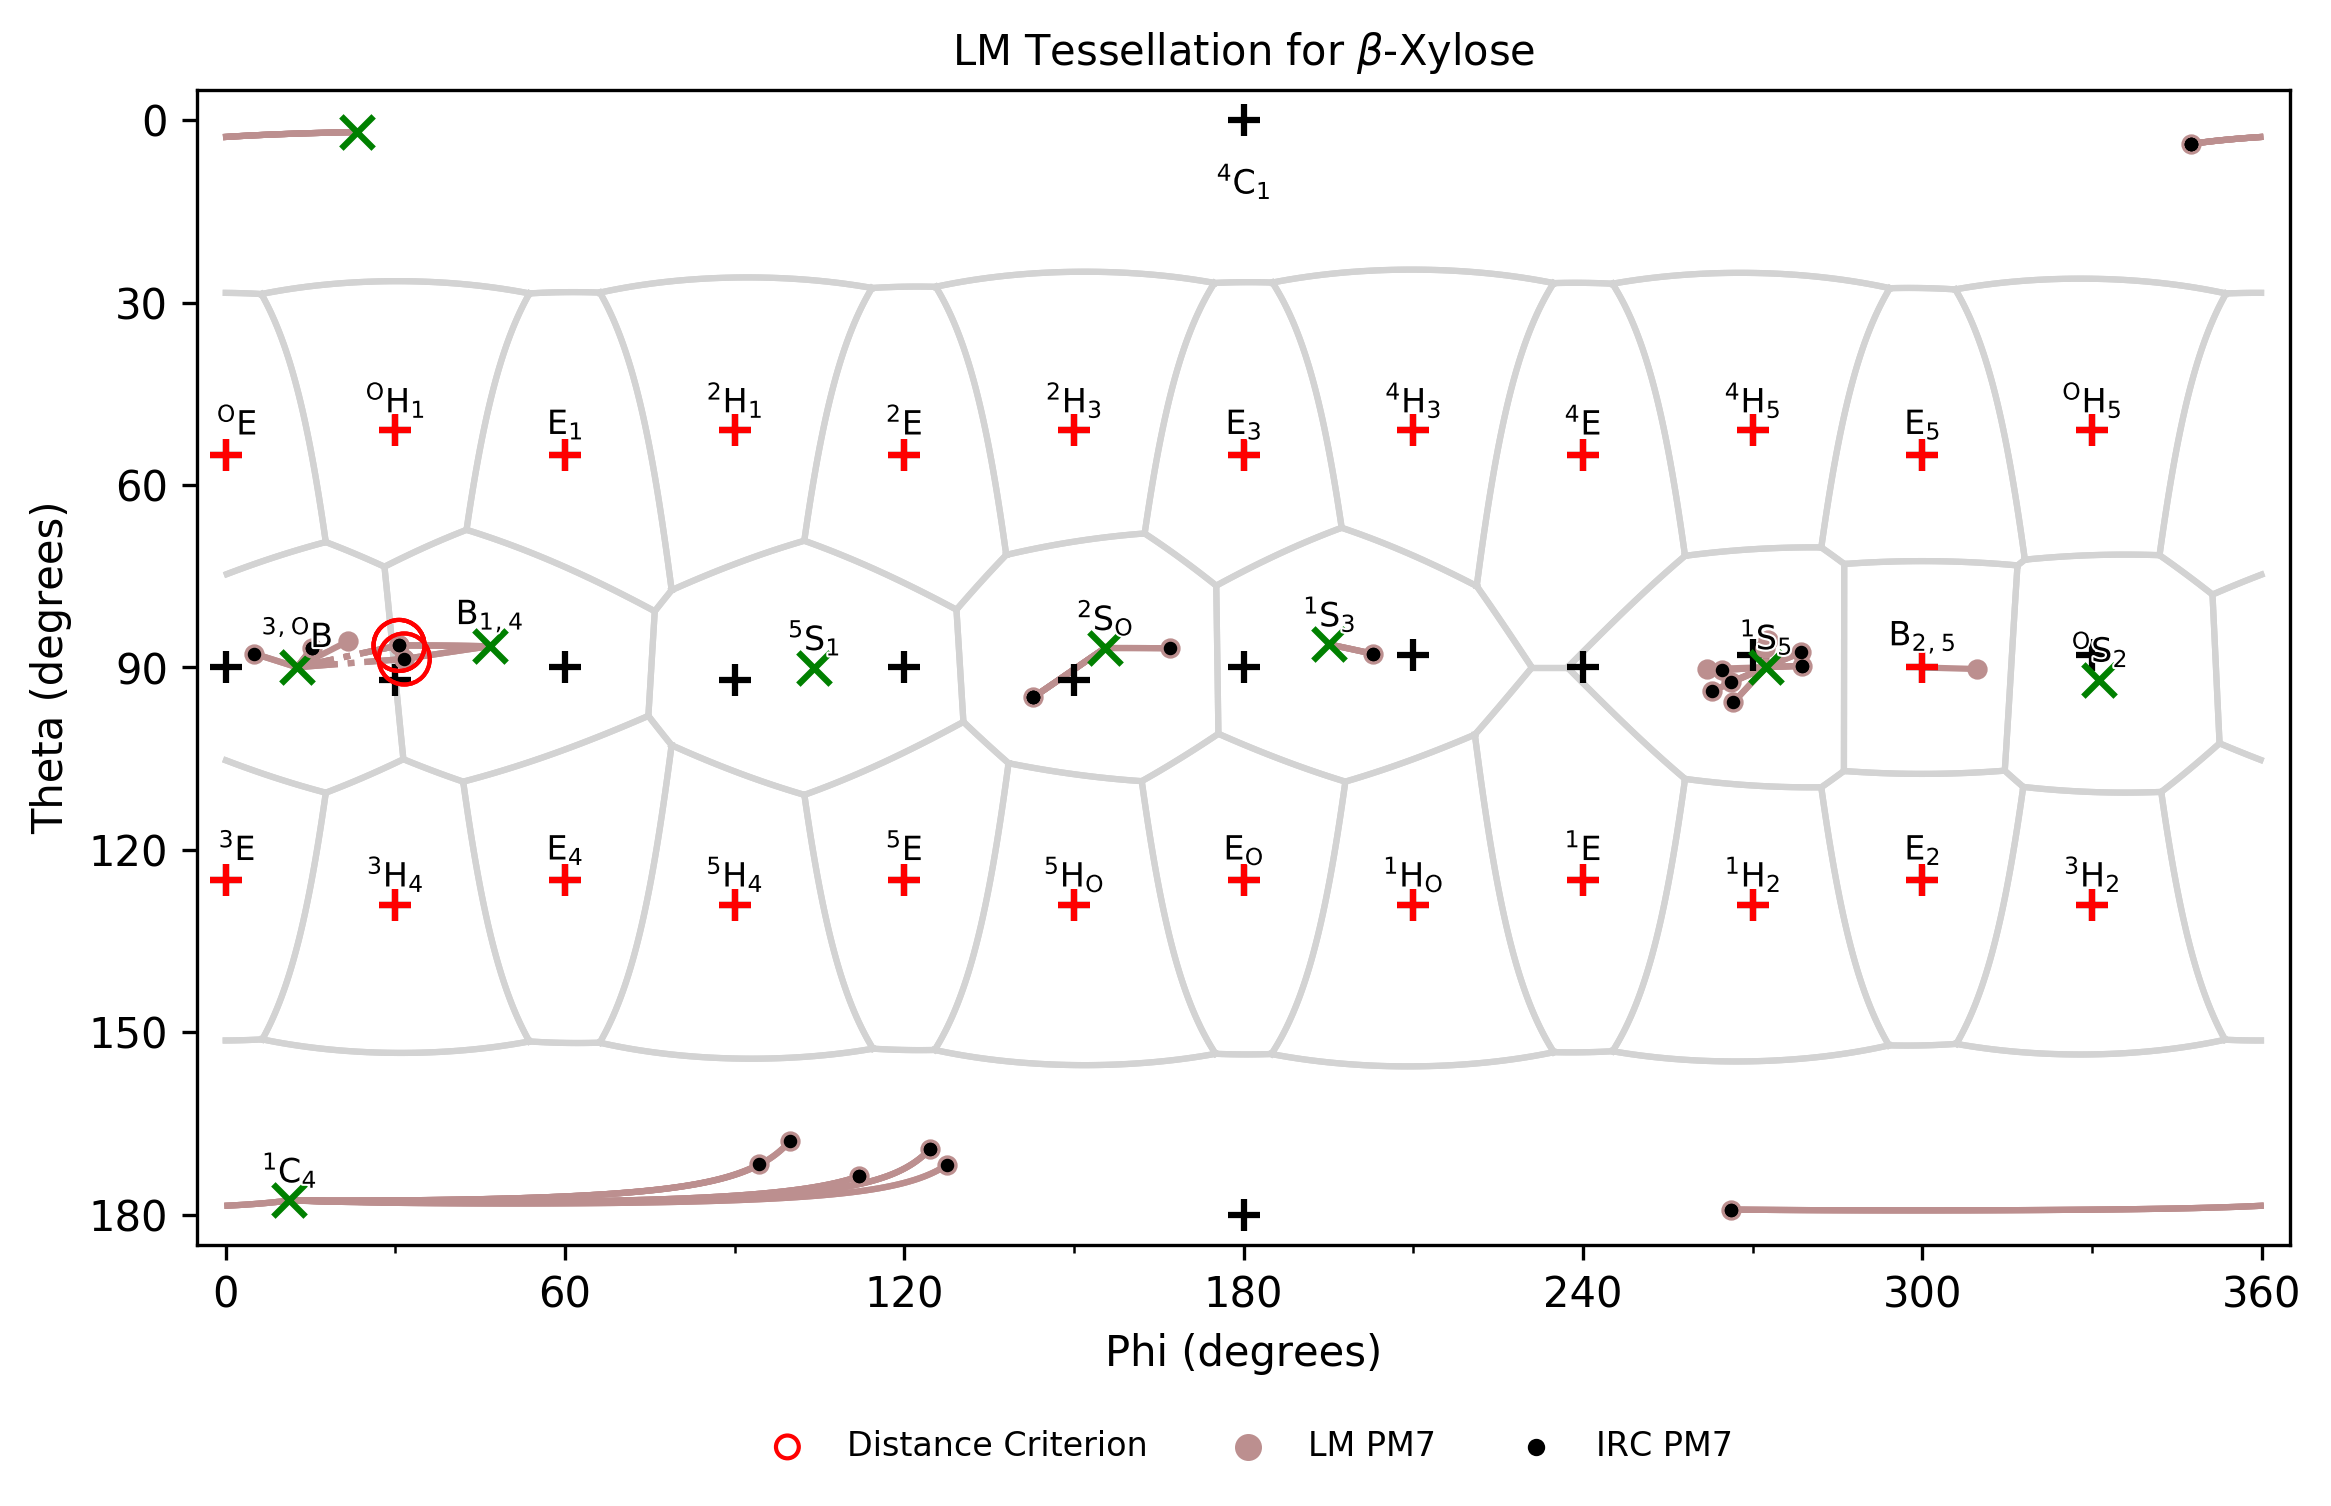 LM Tessellation for β-Xylose
0
⁴C₁
30
ᴼE ᴼH₁ E₁ ²H₁ ²E ²H₃ E₃ ⁴H₃ ⁴E ⁴H₅ E₅ ᴼH₅
60
³,ᴼB B₁,₄ ⁵S₁ ²Sₒ ¹S₃ ¹S₅ B₂,₅ ᴼS₂
90
³E ³H₄ E₄ ⁵H₄ ⁵E ⁵Hₒ Eₒ ¹Hₒ ¹E ¹H₂ E₂ ³H₂
120
150
¹C₄
180
0 60 120 180 240 300 360
Theta (degrees)
Phi (degrees)
Distance Criterion LM PM7 IRC PM7